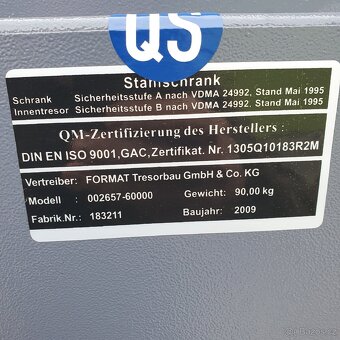 QS
Stahlschrank
Schrank Sicherheitsstufe A nach VDMA 24992, Stand Mai 1995
Innentresor Sicherheitsstufe B nach VDMA 24992, Stand Mai 1995
QM-Zertifizierung des Herstellers :
DIN EN ISO 9001,GAC,Zertifikat. Nr. 1305Q10183R2M
Vertreiber: FORMAT Tresorbau GmbH & Co. KG
Modell : 002657-60000 Gewicht: 90,00 kg
Fabrik.Nr.: 183211 Baujahr: 2009